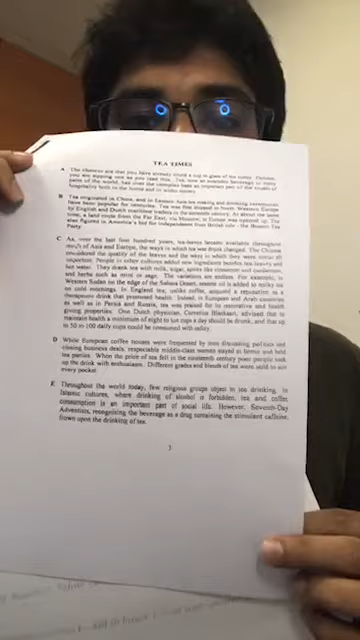 TEA TIMES
A The chances are that you have already drunk a cup or glass of tea today. Perhaps,
you are sipping one as you read this. Tea, now an everyday beverage in many
parts of the world, has over the centuries been an important part of the rituals of
hospitality both in the home and in wider society.
B Tea originated in China, and in Eastern Asia tea making and drinking ceremonies
have been popular for centuries. Tea was first shipped to North Western Europe
by English and Dutch maritime traders in the sixteenth century. At about the same
time, a land route from the Far East, via Moscow, to Europe was opened up. Tea
also figured in America's bid for independence from British rule - the Boston Tea
Party.
C As, over the last four hundred years, tea-leaves became available throughout
much of Asia and Europe, the ways in which tea was drunk changed. The Chinese
considered the quality of the leaves and the ways in which they were cured all
important. People in other cultures added new ingredients besides tea-leaves and
hot water. They drank tea with milk, sugar, spices like cinnamon and cardamom,
and herbs such as mint or sage. The variations are endless. For example, in
Western Sudan on the edge of the Sahara Desert, sesame oil is added to milky tea
on cold mornings. In England tea, unlike coffee, acquired a reputation as a
therapeutic drink that promoted health. Indeed, in European and Arab countries
as well as in Persia and Russia, tea was praised for its restorative and health
giving properties. One Dutch physician, Cornelius Blankaart, advised that to
maintain health a minimum of eight to ten cups a day should be drunk, and that up
to 50 to 100 daily cups could be consumed with safety.
D While European coffee houses were frequented by men discussing politics and
closing business deals, respectable middle-class women stayed at home and held
tea parties. When the price of tea fell in the nineteenth century poor people took
up the drink with enthusiasm. Different grades and blends of tea were sold to suit
every pocket.
E Throughout the world today, few religious groups object to tea drinking. In
Islamic cultures, where drinking of alcohol is forbidden, tea and coffee
consumption is an important part of social life. However, Seventh-Day
Adventists, recognising the beverage as a drug containing the stimulant caffeine,
frown upon the drinking of tea.
3